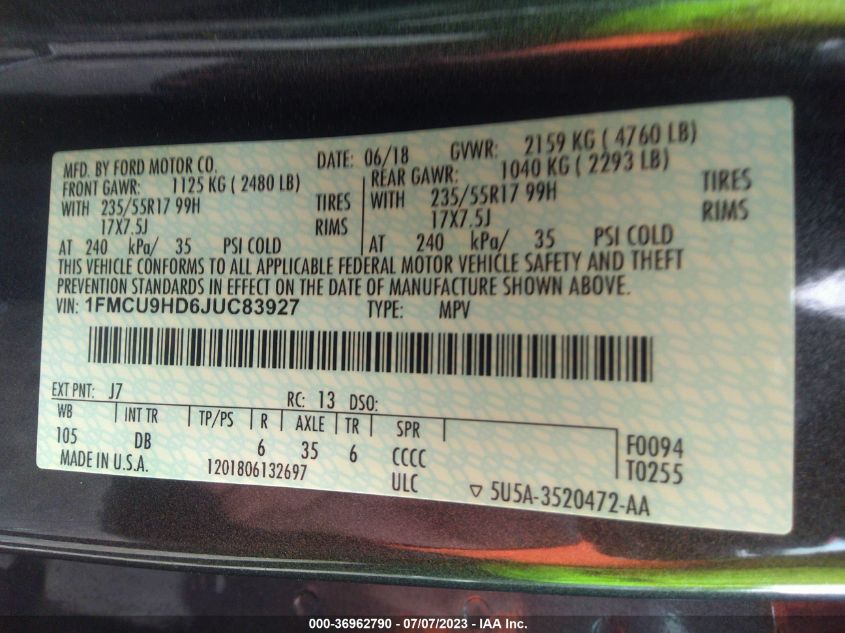 MFD. BY FORD MOTOR CO. DATE: 06/18 GVWR: 2159 KG ( 4760 LB)
FRONT GAWR: 1125 KG ( 2480 LB) REAR GAWR: 1040 KG ( 2293 LB)
WITH 235/55R17 99H TIRES WITH 235/55R17 99H TIRES
17X7.5J RIMS 17X7.5J RIMS
AT 240 kPa/ 35 PSI COLD AT 240 kPa/ 35 PSI COLD
THIS VEHICLE CONFORMS TO ALL APPLICABLE FEDERAL MOTOR VEHICLE SAFETY AND THEFT
PREVENTION STANDARDS IN EFFECT ON THE DATE OF MANUFACTURE SHOWN ABOVE.
VIN: 1FMCU9HD6JUC83927 TYPE: MPV
EXT PNT: J7 RC: 13 DSO:
WB INT TR TP/PS R AXLE TR SPR
105 DB 6 35 6 CCCC F0094
MADE IN U.S.A. 1201806132697 ULC T0255
▽ 5U5A-3520472-AA
000-36962790 - 07/07/2023 - IAA Inc.